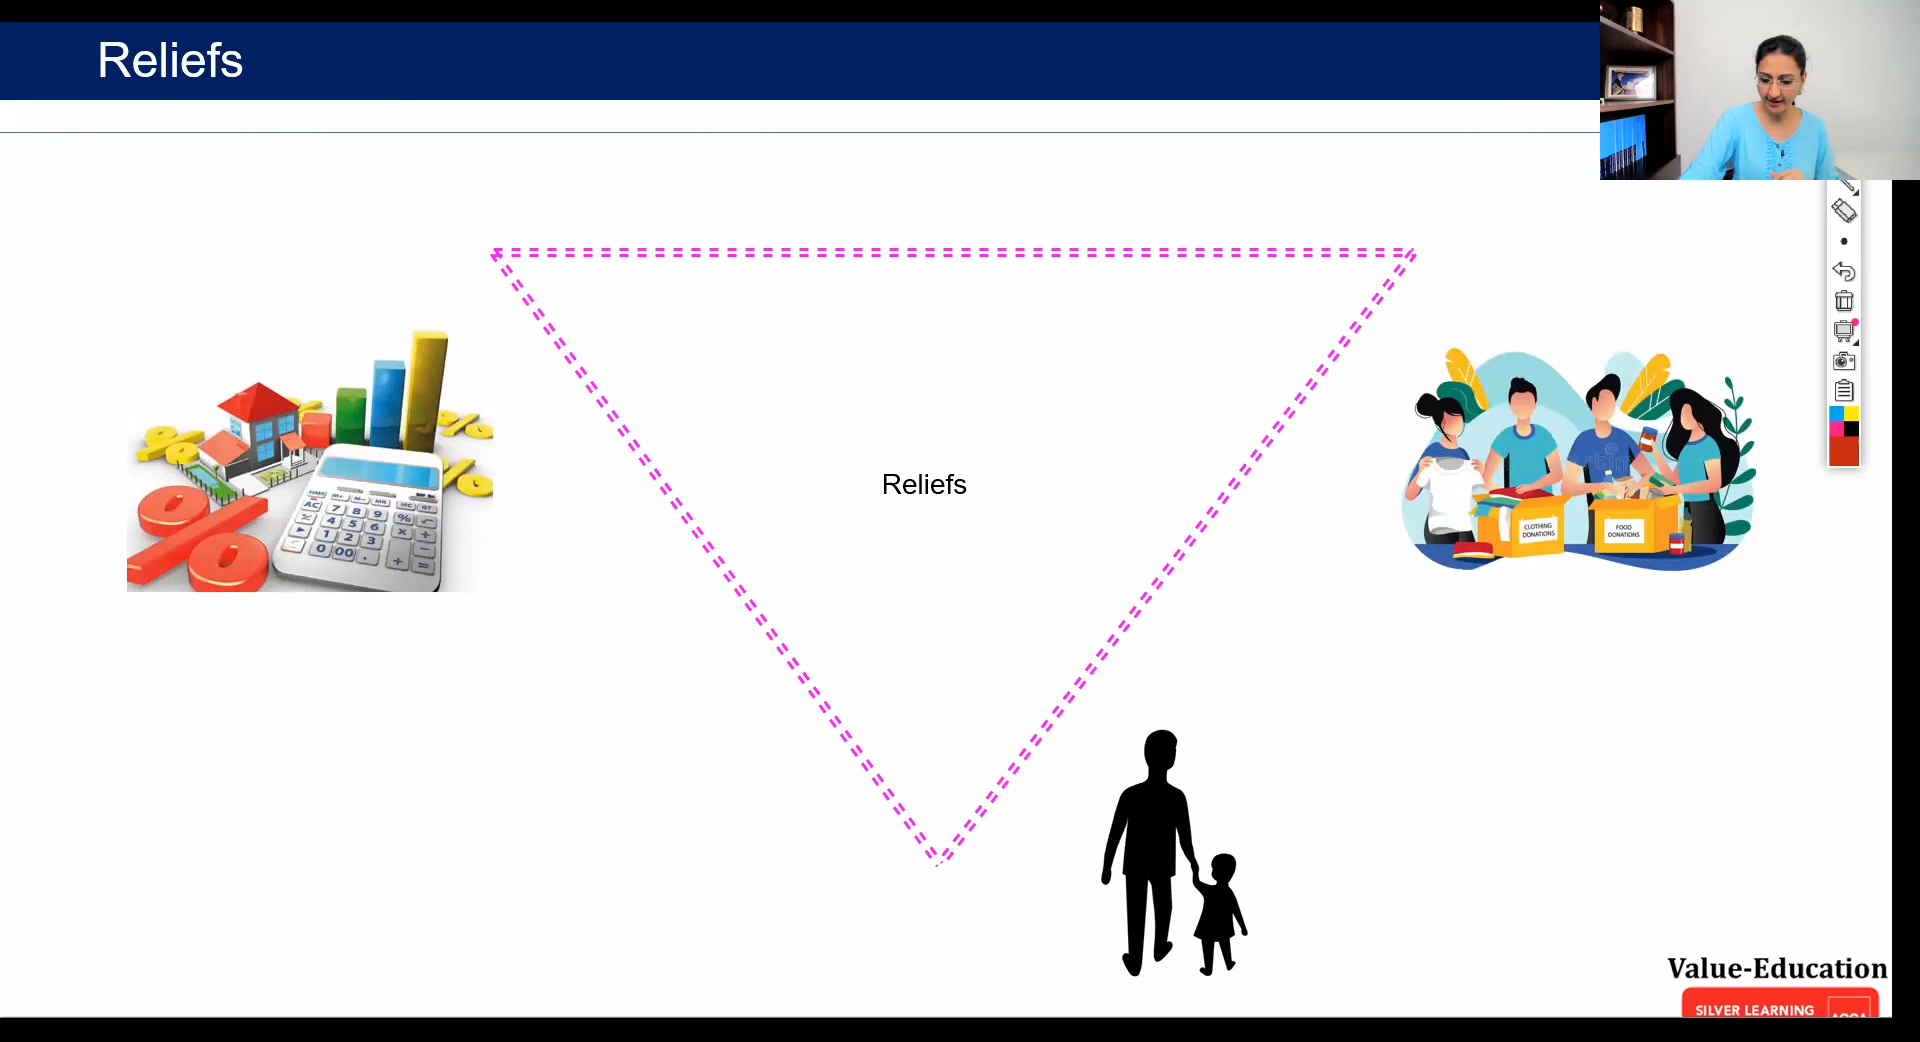 Reliefs
Reliefs
CLOTHING
DONATIONS
FOOD
DONATIONS
Value-Education
SILVER LEARNING